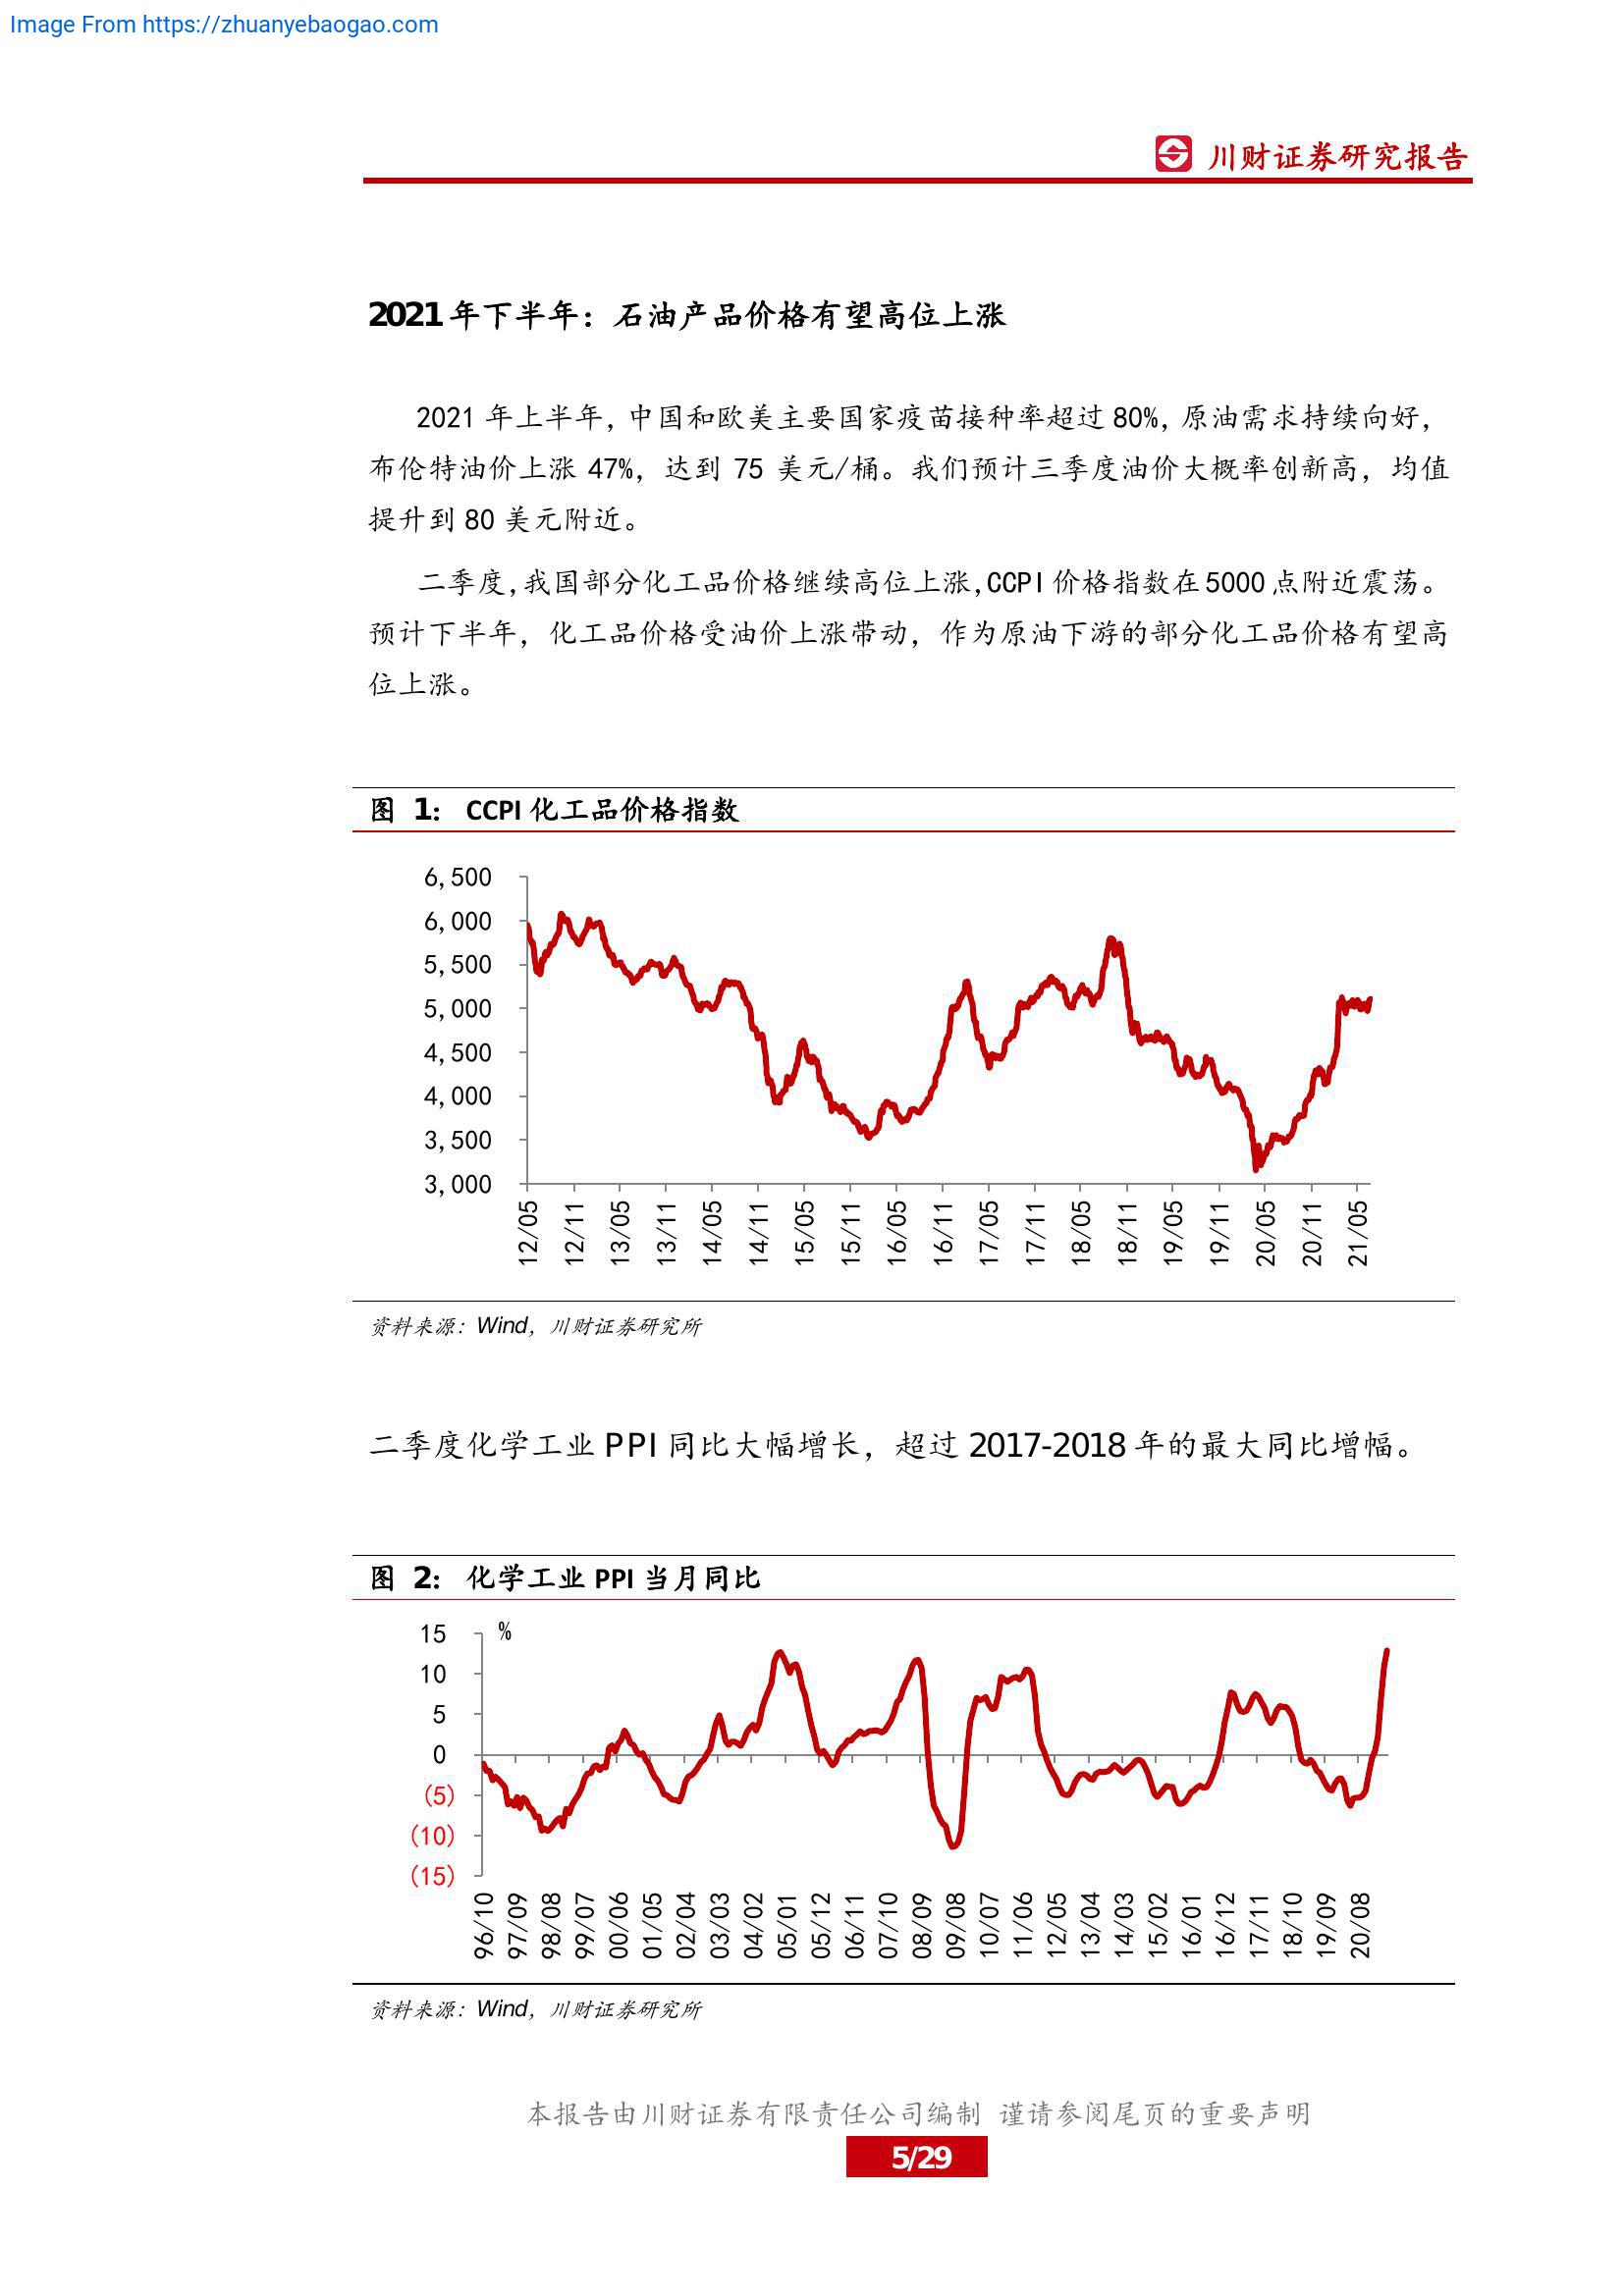 Image From https://zhuanyebaogao.com
川财证券研究报告
2021年下半年：石油产品价格有望高位上涨
2021 年上半年，中国和欧美主要国家疫苗接种率超过 80%，原油需求持续向好，
布伦特油价上涨 47%，达到 75 美元/桶。我们预计三季度油价大概率创新高，均值
提升到 80 美元附近。
二季度，我国部分化工品价格继续高位上涨，CCPI 价格指数在 5000 点附近震荡。
预计下半年，化工品价格受油价上涨带动，作为原油下游的部分化工品价格有望高
位上涨。
图 1： CCPI 化工品价格指数
6,500
6,000
5,500
5,000
4,500
4,000
3,500
3,000
12/05 12/11 13/05 13/11 14/05 14/11 15/05 15/11 16/05 16/11 17/05 17/11 18/05 18/11 19/05 19/11 20/05 20/11 21/05
资料来源：Wind，川财证券研究所
二季度化学工业 PPI 同比大幅增长，超过 2017-2018 年的最大同比增幅。
图 2： 化学工业 PPI 当月同比
15 %
10
5
0
(5)
(10)
(15)
96/10 97/09 98/08 99/07 00/06 01/05 02/04 03/03 04/02 05/01 05/12 06/11 07/10 08/09 09/08 10/07 11/06 12/05 13/04 14/03 15/02 16/01 16/12 17/11 18/10 19/09 20/08
资料来源：Wind，川财证券研究所
本报告由川财证券有限责任公司编制 谨请参阅尾页的重要声明
5/29